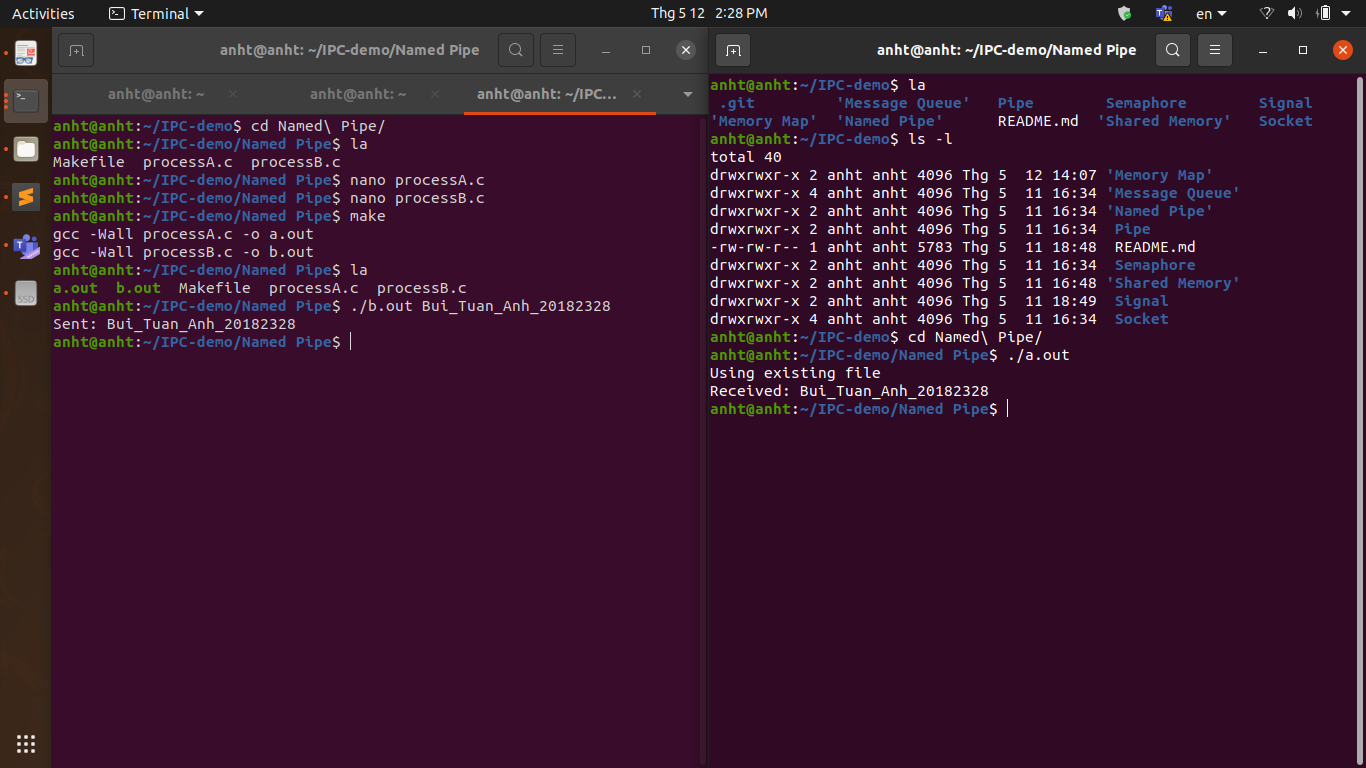 Activities Terminal Thg 5 12 2:28 PM en
anht@anht: ~/IPC-demo/Named Pipe
anht@anht: ~ anht@anht: ~ anht@anht: ~/IPC...
anht@anht:~/IPC-demo$ cd Named\ Pipe/
anht@anht:~/IPC-demo/Named Pipe$ la
Makefile  processA.c  processB.c
anht@anht:~/IPC-demo/Named Pipe$ nano processA.c
anht@anht:~/IPC-demo/Named Pipe$ nano processB.c
anht@anht:~/IPC-demo/Named Pipe$ make
gcc -Wall processA.c -o a.out
gcc -Wall processB.c -o b.out
anht@anht:~/IPC-demo/Named Pipe$ la
a.out  b.out  Makefile  processA.c  processB.c
anht@anht:~/IPC-demo/Named Pipe$ ./b.out Bui_Tuan_Anh_20182328
Sent: Bui_Tuan_Anh_20182328
anht@anht:~/IPC-demo/Named Pipe$
SSD
anht@anht: ~/IPC-demo/Named Pipe
anht@anht:~/IPC-demo$ la
.git         'Message Queue'   Pipe        Semaphore        Signal
'Memory Map'  'Named Pipe'      README.md  'Shared Memory'   Socket
anht@anht:~/IPC-demo$ ls -l
total 40
drwxrwxr-x 2 anht anht 4096 Thg 5  12 14:07 'Memory Map'
drwxrwxr-x 4 anht anht 4096 Thg 5  11 16:34 'Message Queue'
drwxrwxr-x 2 anht anht 4096 Thg 5  11 16:34 'Named Pipe'
drwxrwxr-x 2 anht anht 4096 Thg 5  11 16:34  Pipe
-rw-rw-r-- 1 anht anht 5783 Thg 5  11 18:48  README.md
drwxrwxr-x 2 anht anht 4096 Thg 5  11 16:34  Semaphore
drwxrwxr-x 2 anht anht 4096 Thg 5  11 16:48 'Shared Memory'
drwxrwxr-x 2 anht anht 4096 Thg 5  11 18:49  Signal
drwxrwxr-x 4 anht anht 4096 Thg 5  11 16:34  Socket
anht@anht:~/IPC-demo$ cd Named\ Pipe/
anht@anht:~/IPC-demo/Named Pipe$ ./a.out
Using existing file
Received: Bui_Tuan_Anh_20182328
anht@anht:~/IPC-demo/Named Pipe$